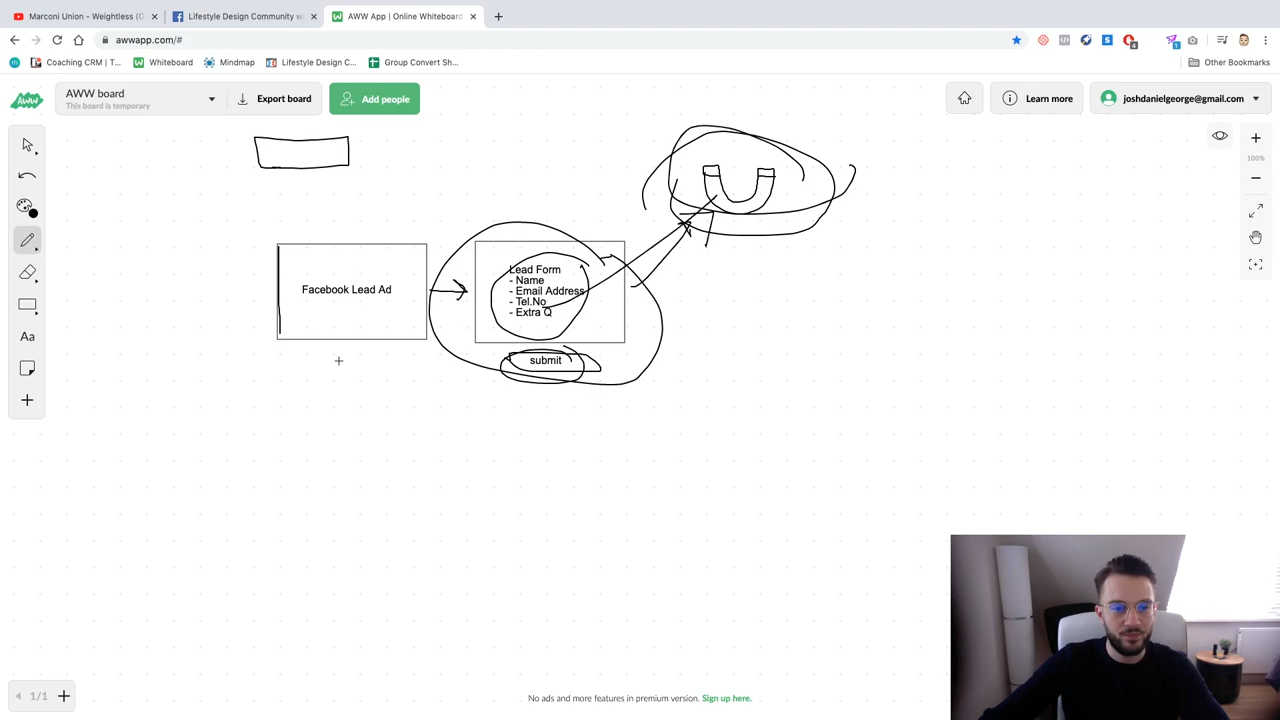 Marconi Union - Weightless (O
Lifestyle Design Community w
AWW App | Online Whiteboard
awwapp.com/#
4
1
Coaching CRM | T...
Whiteboard
Mindmap
Lifestyle Design C...
Group Convert Sh...
Other Bookmarks
AWW
AWW board
This board is temporary
Export board
Add people
Learn more
joshdanielgeorge@gmail.com
100%
Facebook Lead Ad
Lead Form
- Name
- Email Address
- Tel.No
- Extra Q
submit
Aa
1/1
No ads and more features in premium version. Sign up here.